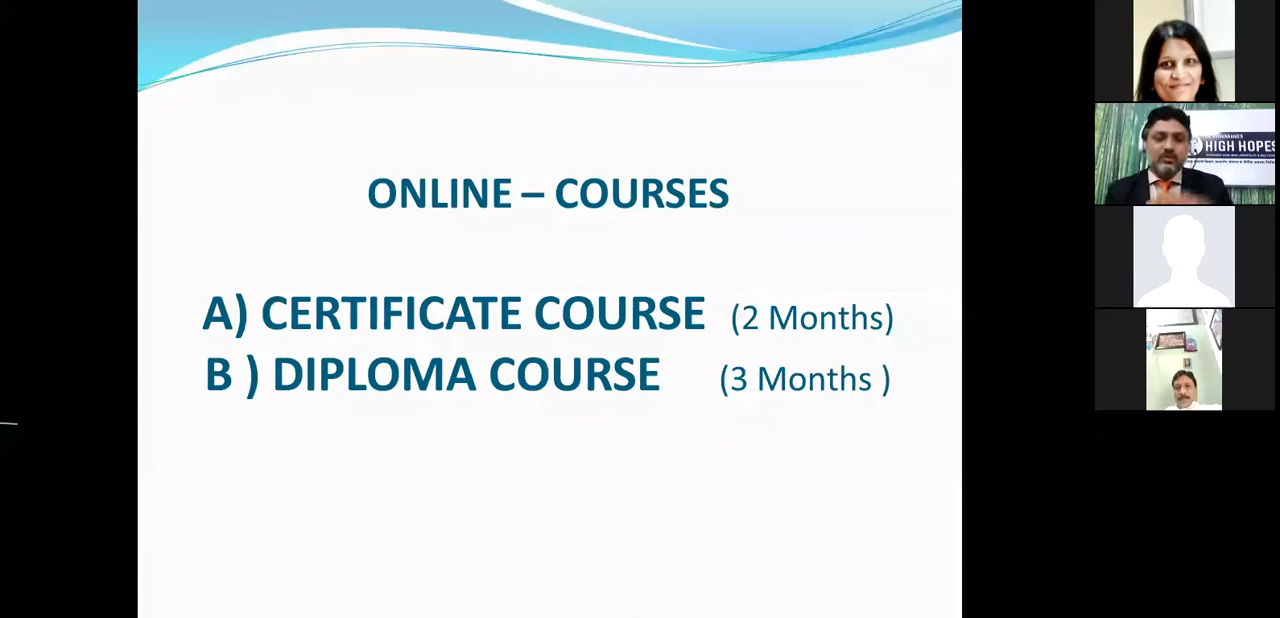 ONLINE – COURSES
A) CERTIFICATE COURSE (2 Months)
B ) DIPLOMA COURSE (3 Months )
HIGH HOPES